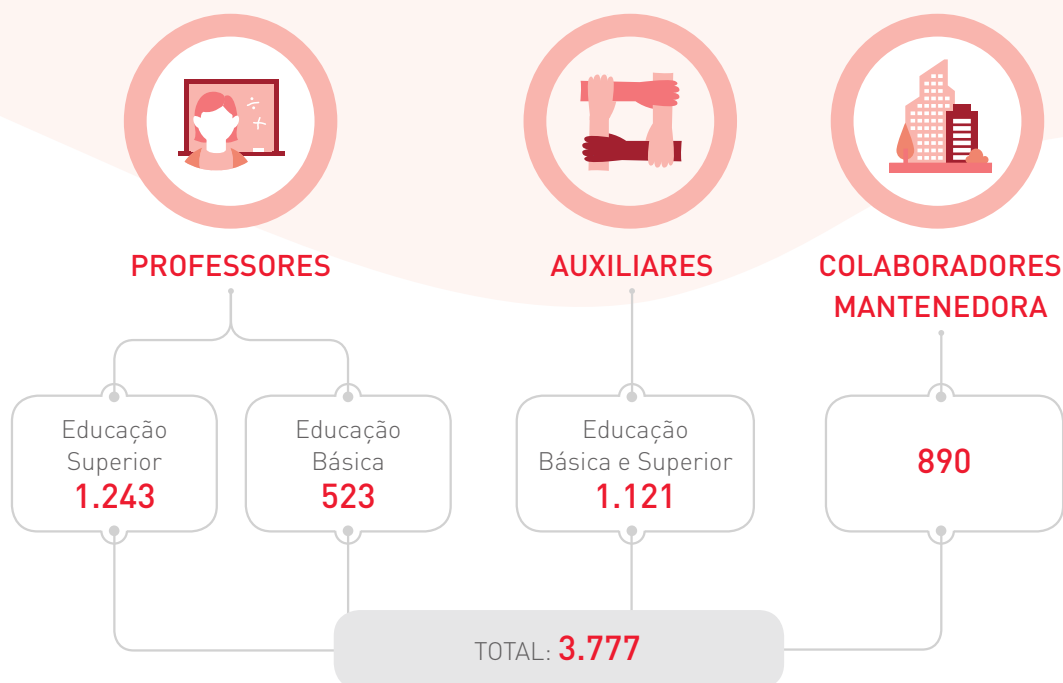 PROFESSORES
Educação
Superior
1.243
Educação
Básica
523
AUXILIARES
Educação
Básica e Superior
1.121
COLABORADORES
MANTENEDORA
890
TOTAL: 3.777